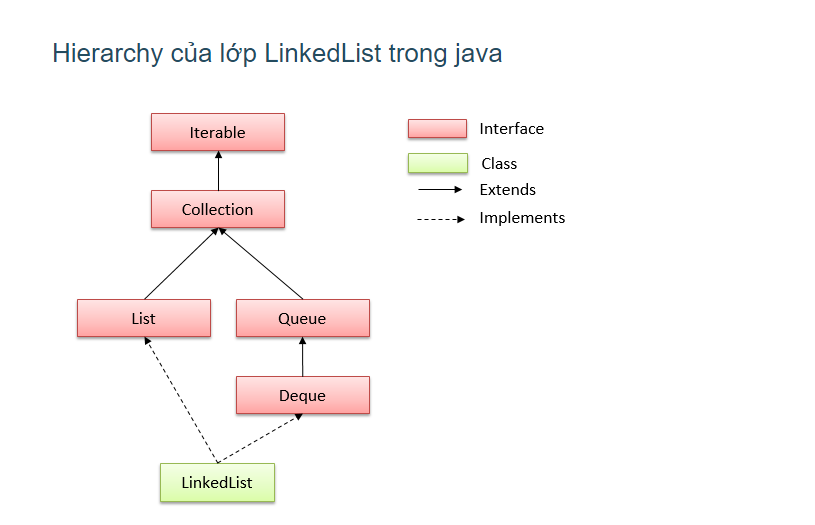 Hierarchy của lớp LinkedList trong java
Iterable
Interface
Class
Extends
Collection
Implements
List
Queue
Deque
LinkedList